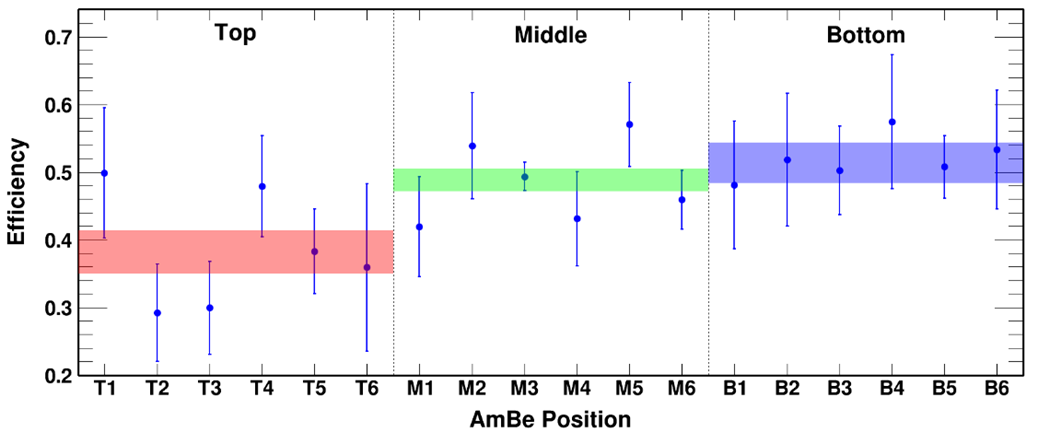 Top Middle Bottom
0.7
0.6
0.5
0.4
0.3
0.2
Efficiency
T1 T2 T3 T4 T5 T6 M1 M2 M3 M4 M5 M6 B1 B2 B3 B4 B5 B6
AmBe Position